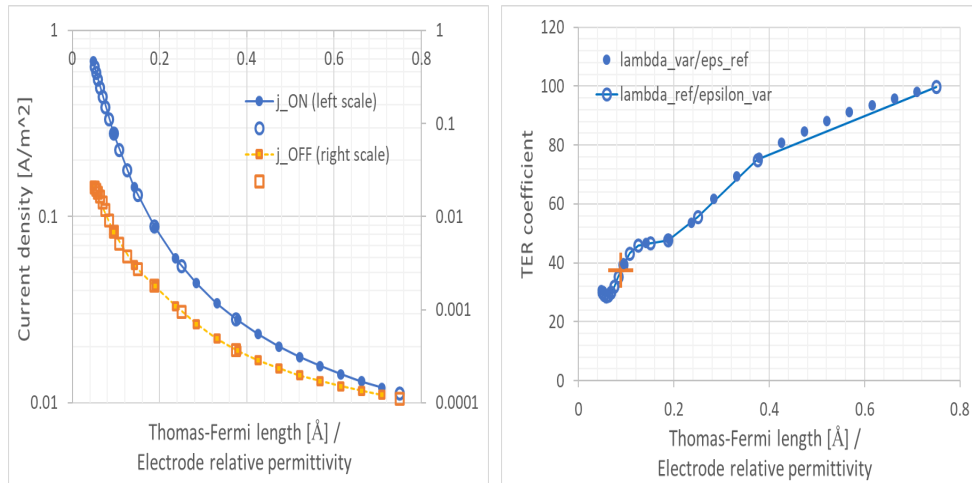 1
1
0
0.2
0.4
0.6
0.8
j_ON (left scale)
0.1
j_OFF (right scale)
0.1
0.01
0.001
0.01
0.0001
Current density [A/m^2]
Thomas-Fermi length [Å] /
Electrode relative permittivity
120
100
80
60
40
20
0
lambda_var/eps_ref
lambda_ref/epsilon_var
TER coefficient
0
0.2
0.4
0.6
0.8
Thomas-Fermi length [Å] /
Electrode relative permittivity